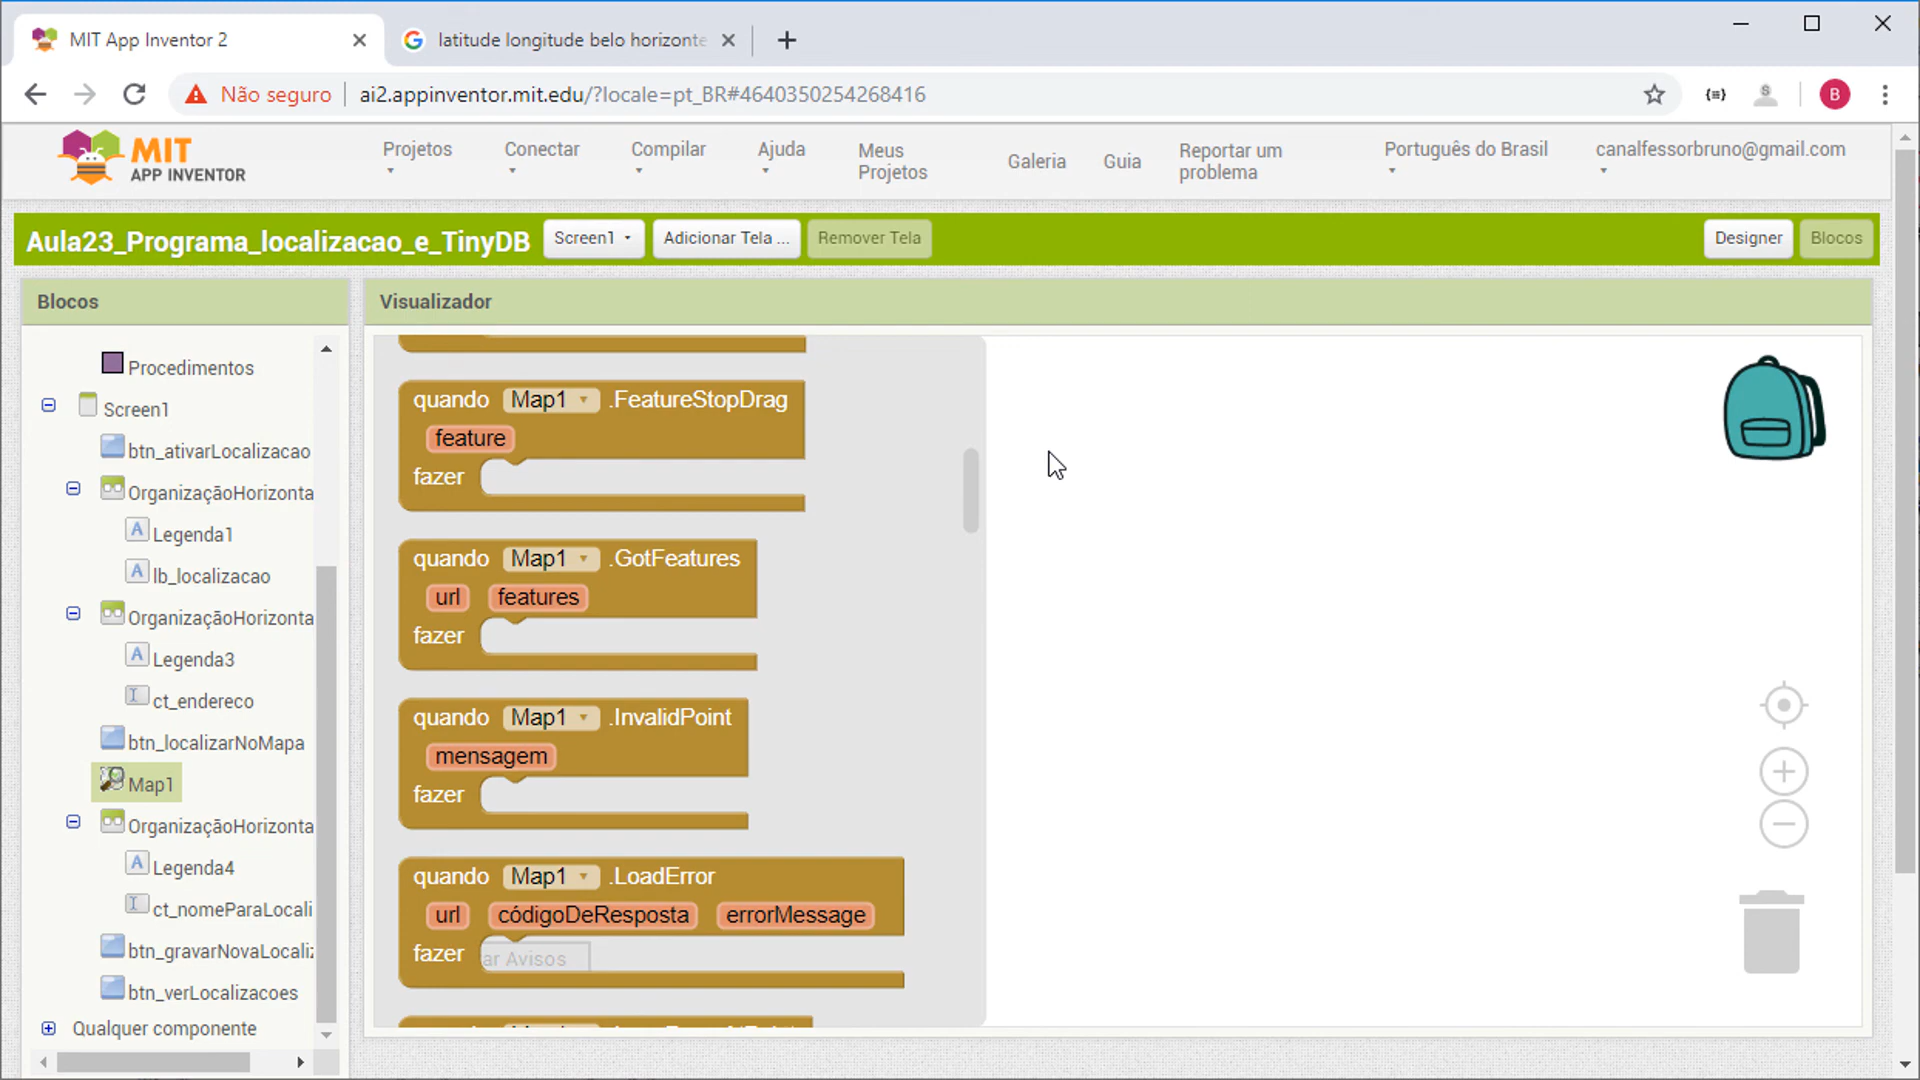 MIT App Inventor 2
latitude longitude belo horizonte
Não seguro
ai2.appinventor.mit.edu/?locale=pt_BR#4640350254268416
S
B
MIT
APP INVENTOR
Projetos
Conectar
Compilar
Ajuda
Meus Projetos
Galeria
Guia
Reportar um problema
Português do Brasil
canalfessorbruno@gmail.com
Aula23_Programa_localizacao_e_TinyDB
Screen1
Adicionar Tela ...
Remover Tela
Designer
Blocos
Blocos
Procedimentos
Screen1
btn_ativarLocalizacao
OrganizaçãoHorizonta
A Legenda1
A lb_localizacao
OrganizaçãoHorizonta
A Legenda3
ct_endereco
btn_localizarNoMapa
Map1
OrganizaçãoHorizonta
A Legenda4
ct_nomeParaLocali
btn_gravarNovaLocali
btn_verLocalizacoes
Qualquer componente
Visualizador
quando Map1 .FeatureStopDrag
feature
fazer
quando Map1 .GotFeatures
url features
fazer
quando Map1 .InvalidPoint
mensagem
fazer
quando Map1 .LoadError
url códigoDeResposta errorMessage
fazer
ar Avisos